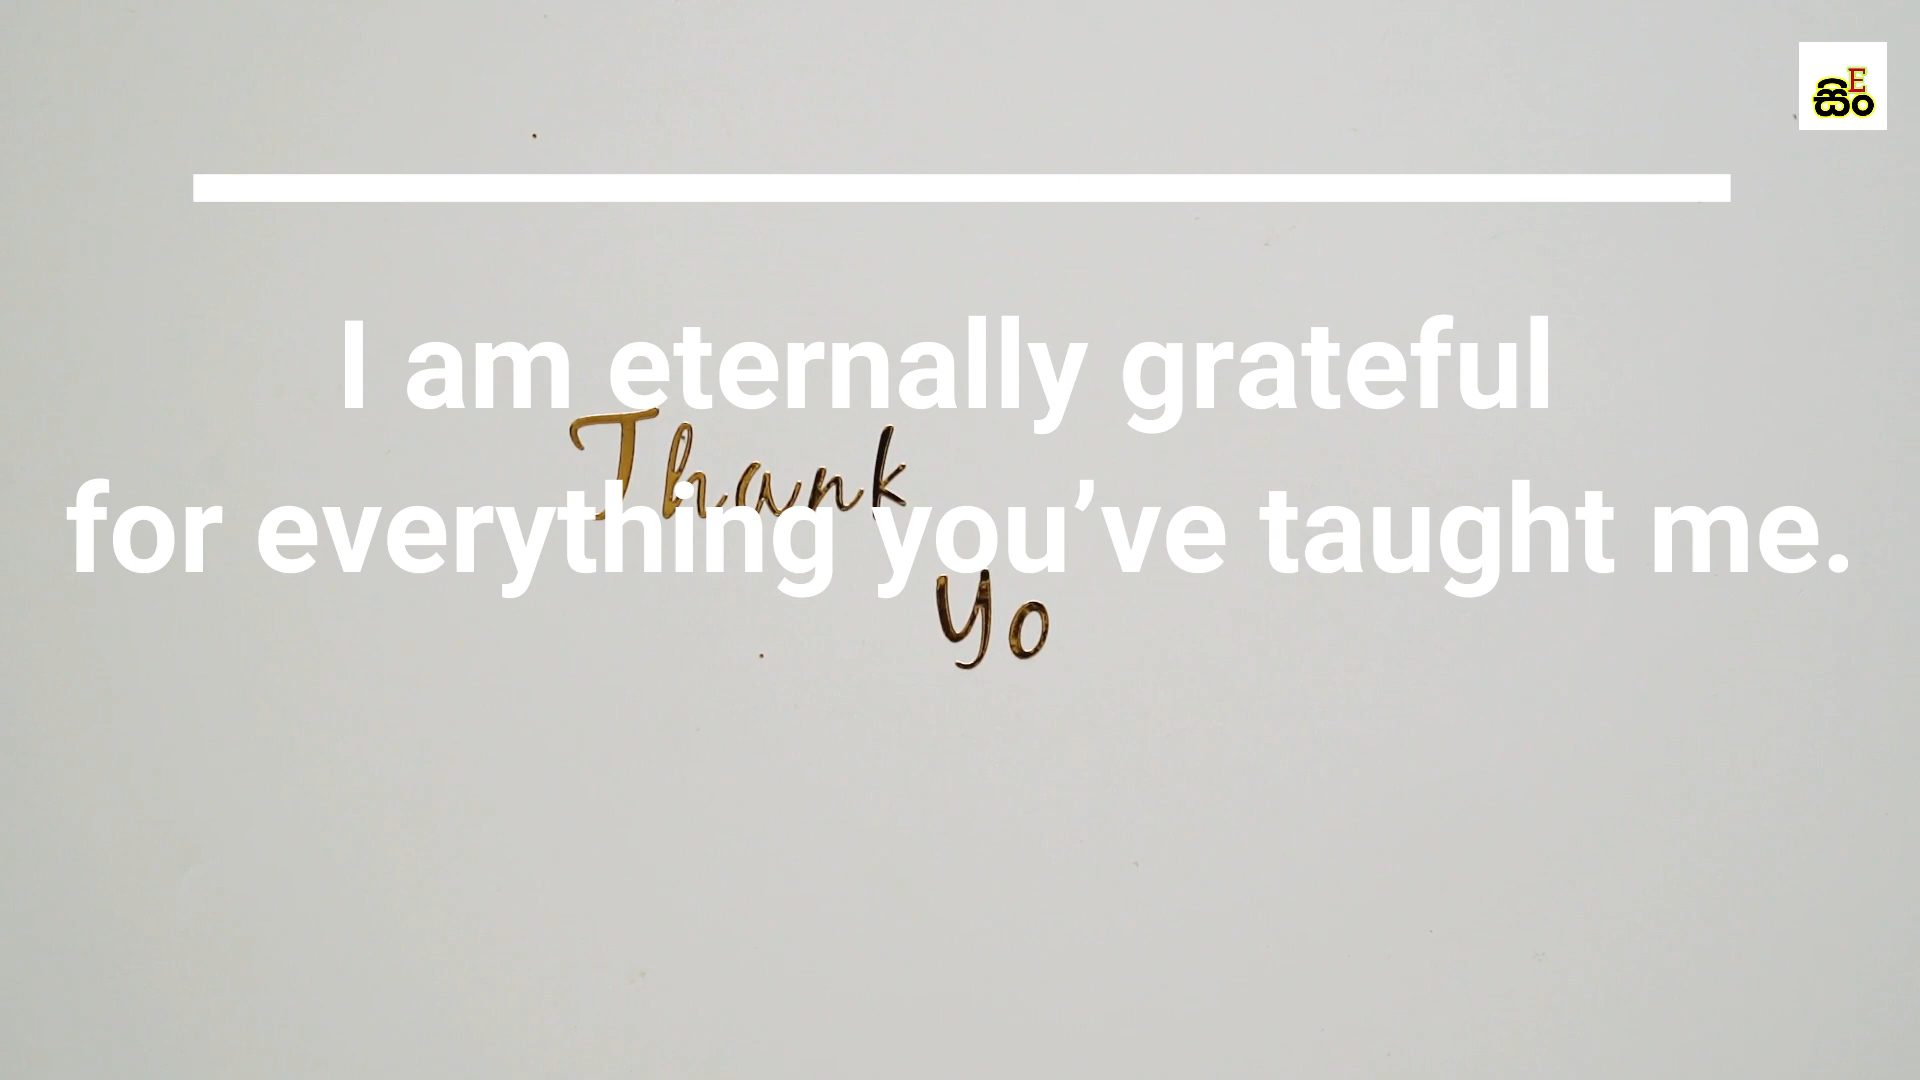 සිං
E
I am eternally grateful
Thank
for everything you’ve taught me.
Yo